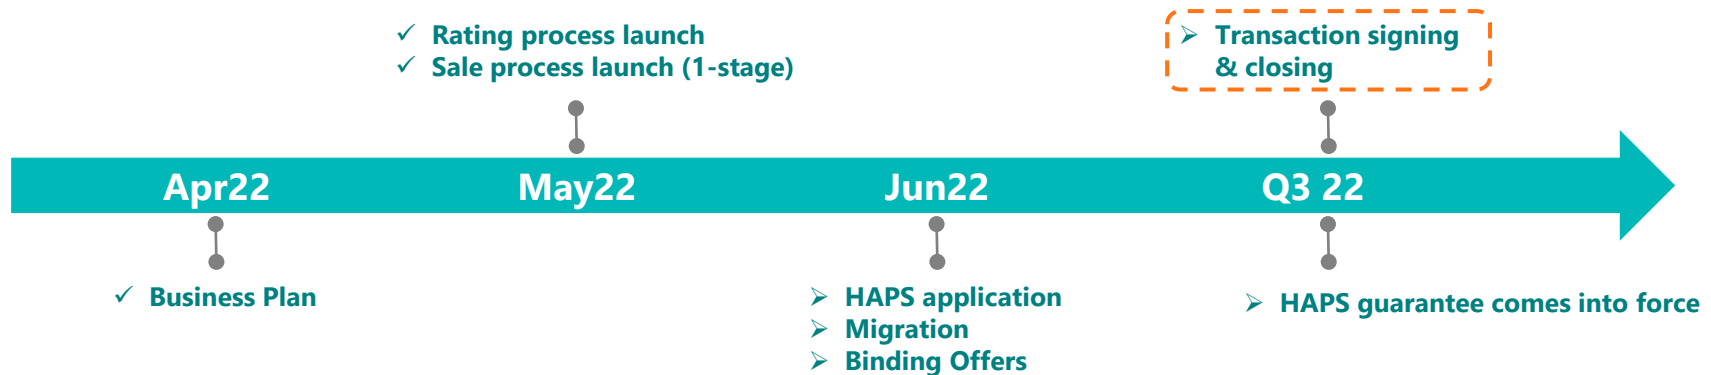 ✓ Rating process launch
✓ Sale process launch (1-stage)
➢ Transaction signing
& closing
Apr22
May22
Jun22
Q3 22
✓ Business Plan
➢ HAPS application
➢ Migration
➢ Binding Offers
➢ HAPS guarantee comes into force